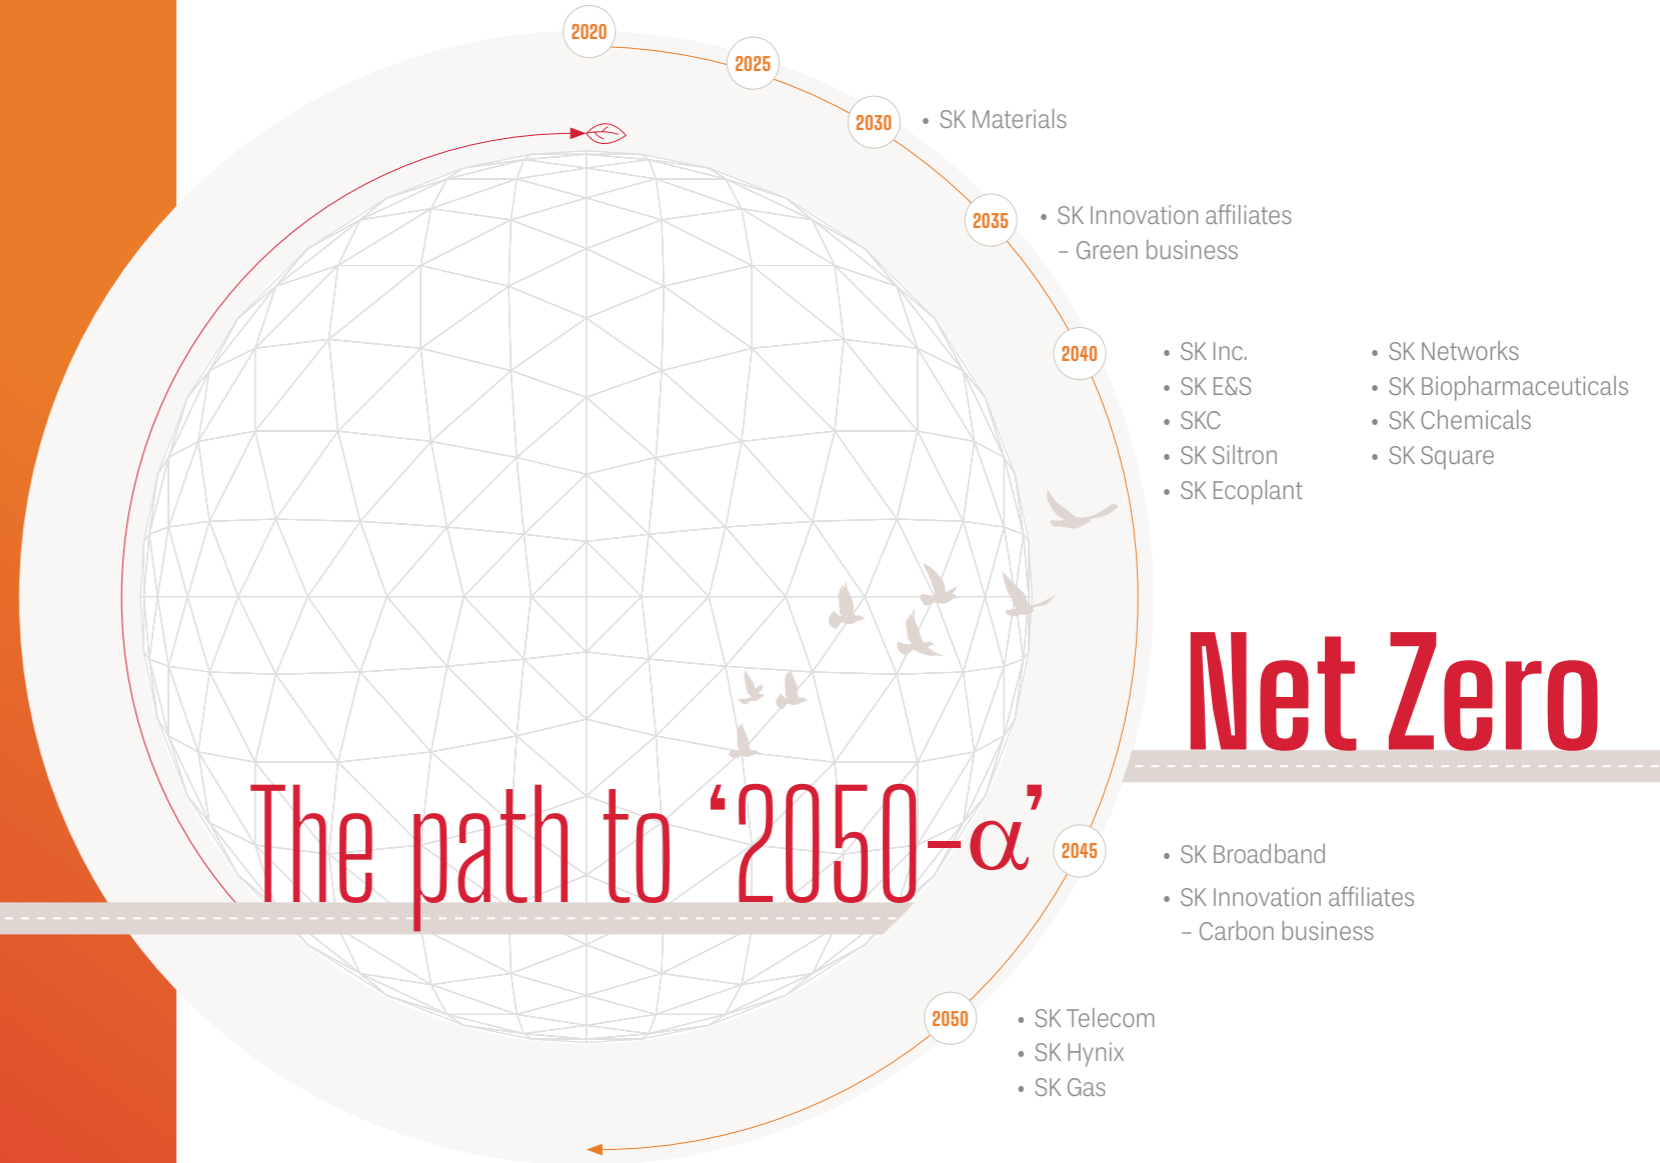 2020
2025
2030
• SK Materials
2035
• SK Innovation affiliates
– Green business
2040
• SK Inc.
• SK E&S
• SKC
• SK Siltron
• SK Ecoplant
• SK Networks
• SK Biopharmaceuticals
• SK Chemicals
• SK Square
Net Zero
The path to ‘2050-α’
2045
• SK Broadband
• SK Innovation affiliates
– Carbon business
2050
• SK Telecom
• SK Hynix
• SK Gas